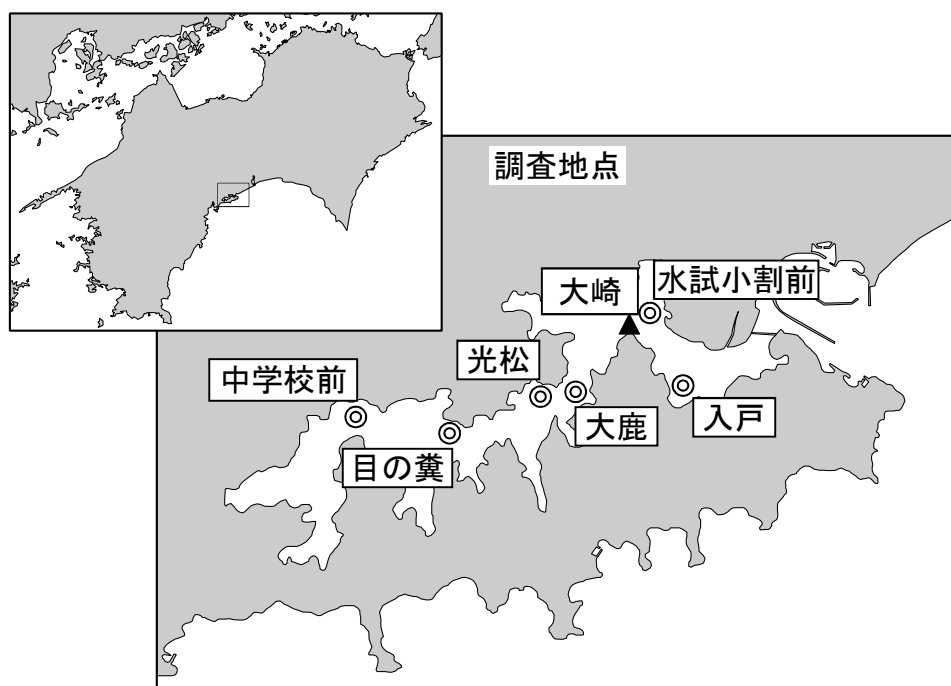 調査地点
水試小割前
大崎
光松
中学校前
大鹿
入戸
目の糞